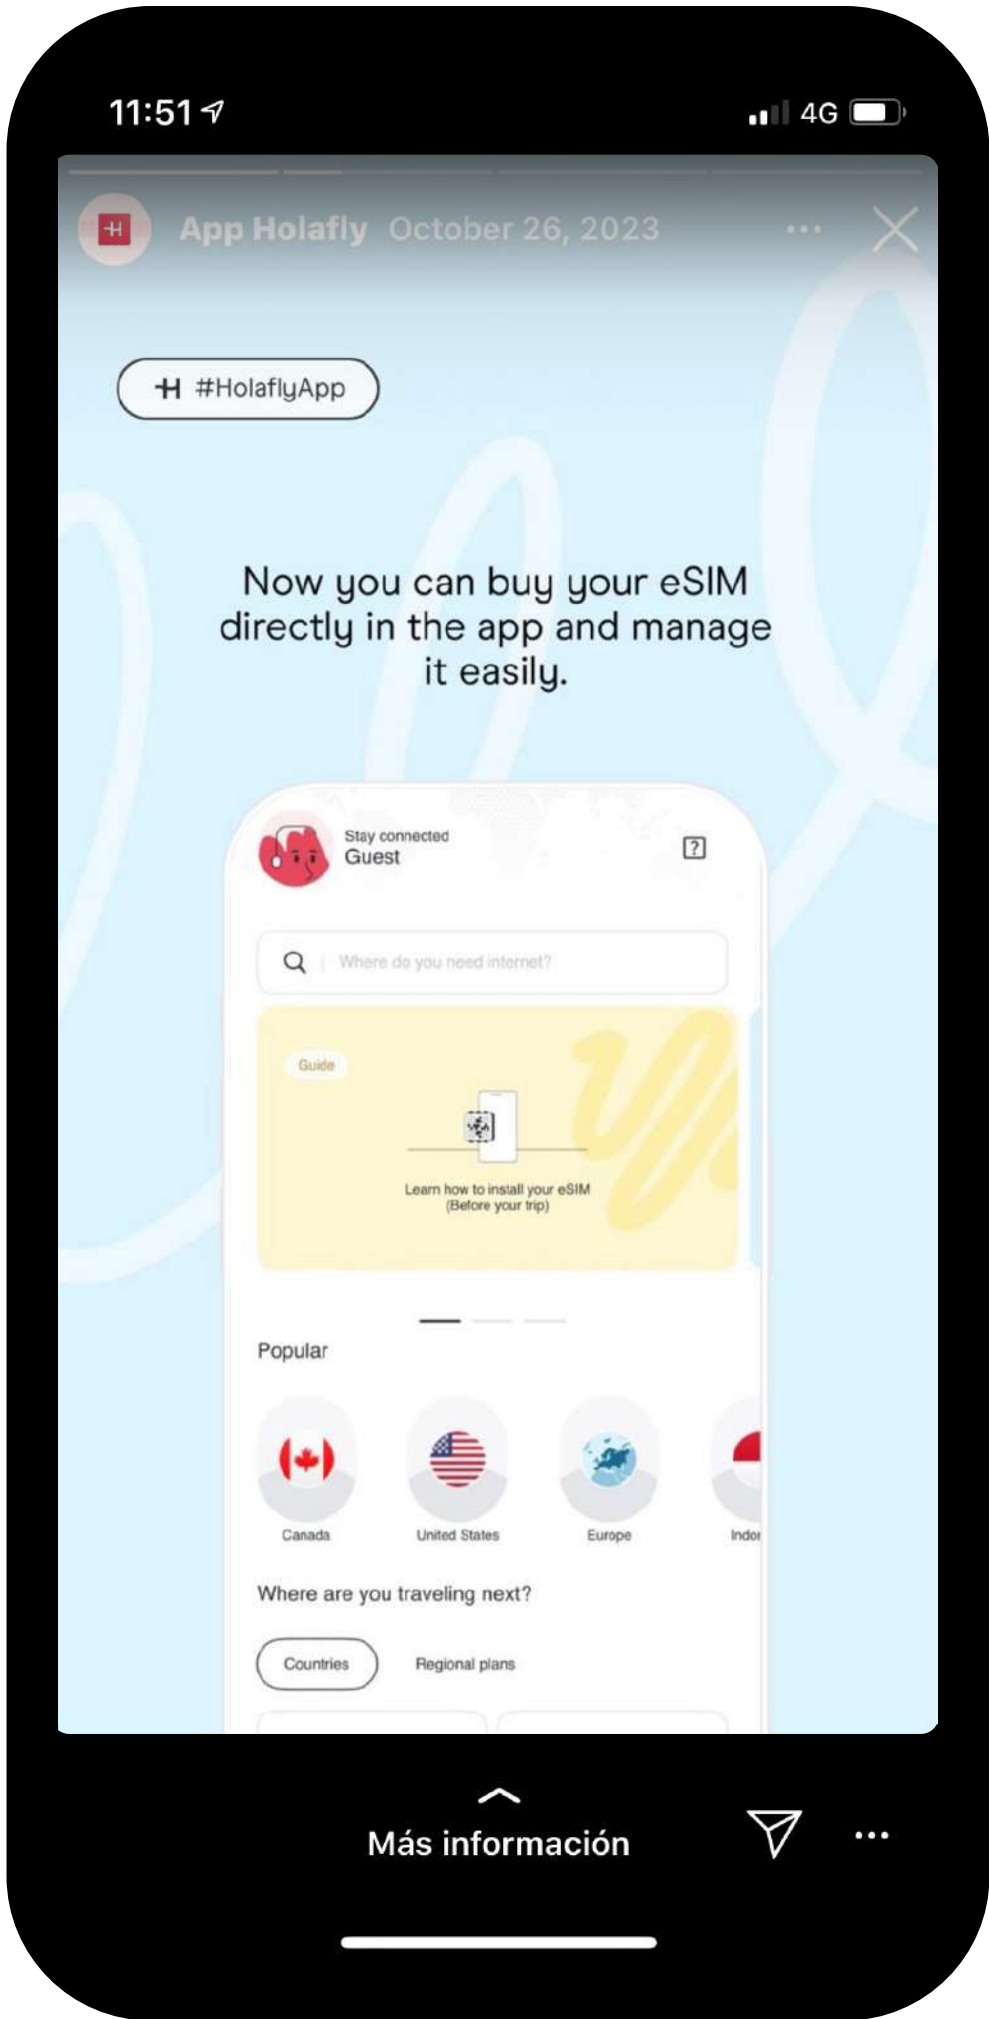 11:51
4G
App Holafly October 26, 2023
#HolaflyApp
Now you can buy your eSIM
directly in the app and manage
it easily.
Stay connected
Guest
?
Where do you need internet?
Guide
Learn how to install your eSIM
(Before your trip)
Popular
Canada United States Europe Indon
Where are you traveling next?
Countries Regional plans
Más información